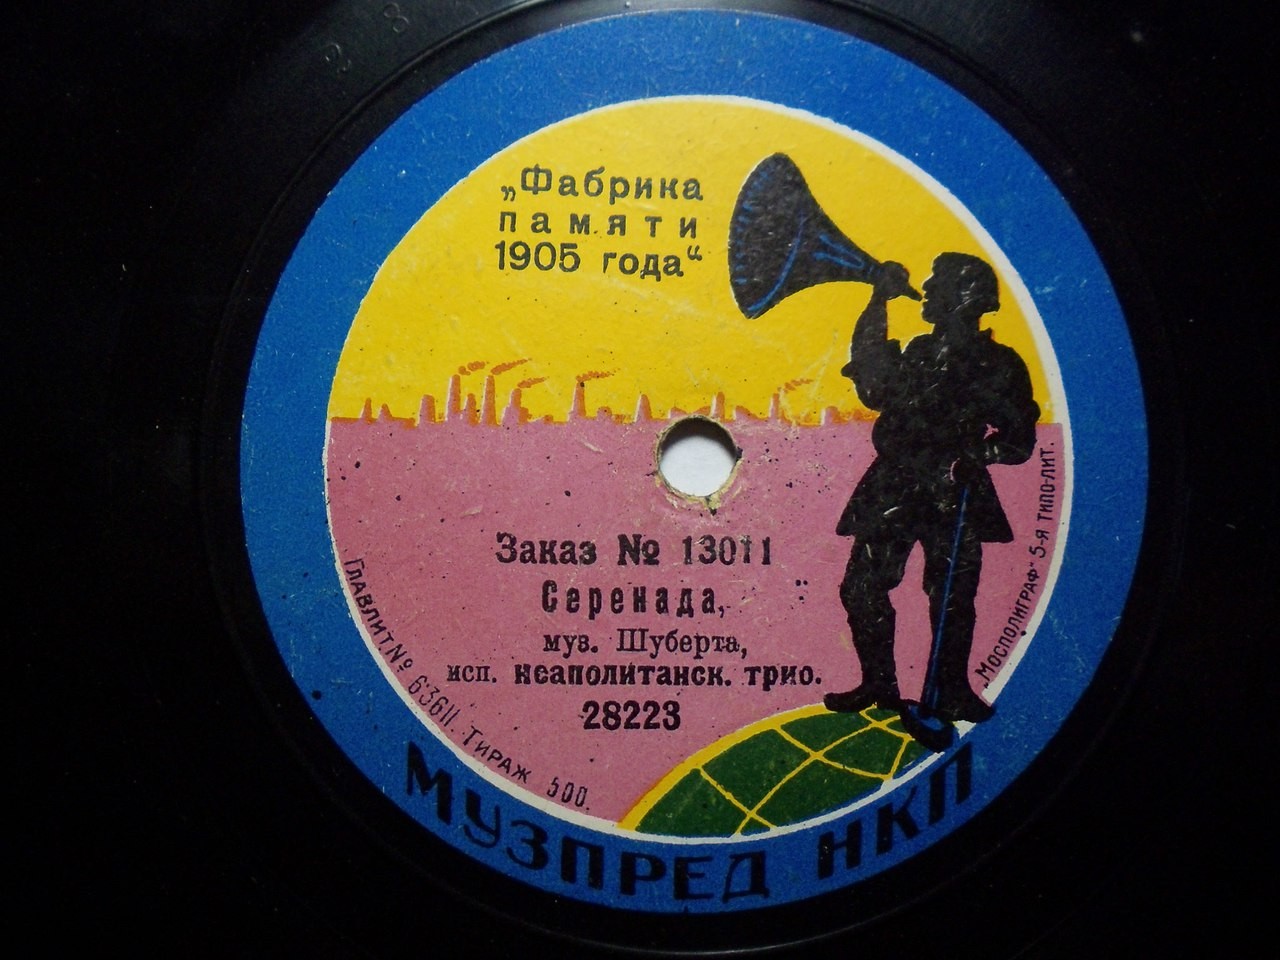 „Фабрика
памяти
1905 года“
Заказ № 13011
Серенада,
муз. Шуберта,
исп. неаполитанск. трио.
28223
Главлит № 63611. Тираж 500.
„Мосполиграф“ 5-я типо-лит.
МУЗПРЕД НКП